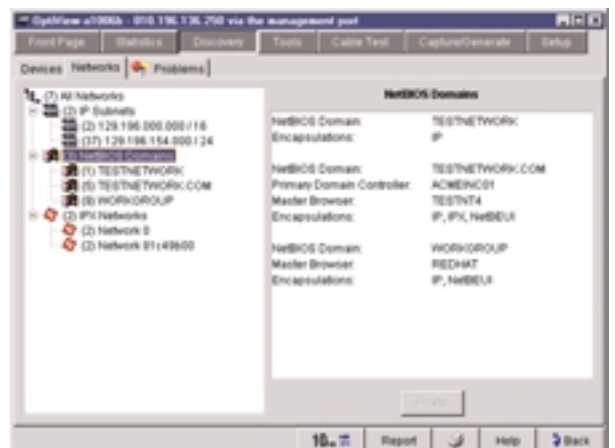 OptiView a1086b - 010.196.136.250 via the management port
Front Page Statistics Discovery Tools Cable Test Capture/Generate Setup
Devices Networks Problems
(7) All Networks
(2) IP Subnets
(2) 129.196.000.000 / 16
(37) 129.196.154.000 / 24
(3) NetBIOS Domains
(1) TESTNETWORK
(5) TESTNETWORK.COM
(9) WORKGROUP
(2) IPX Networks
(2) Network 0
(2) Network 81c49b00
NetBIOS Domains
NetBIOS Domain: TESTNETWORK
Encapsulations: IP
NetBIOS Domain: TESTNETWORK.COM
Primary Domain Controller: ACMEINC01
Master Browser: TESTNT4
Encapsulations: IP, IPX, NetBEUI
NetBIOS Domain: WORKGROUP
Master Browser: REDHAT
Encapsulations: IP, NetBEUI
Report Help Back